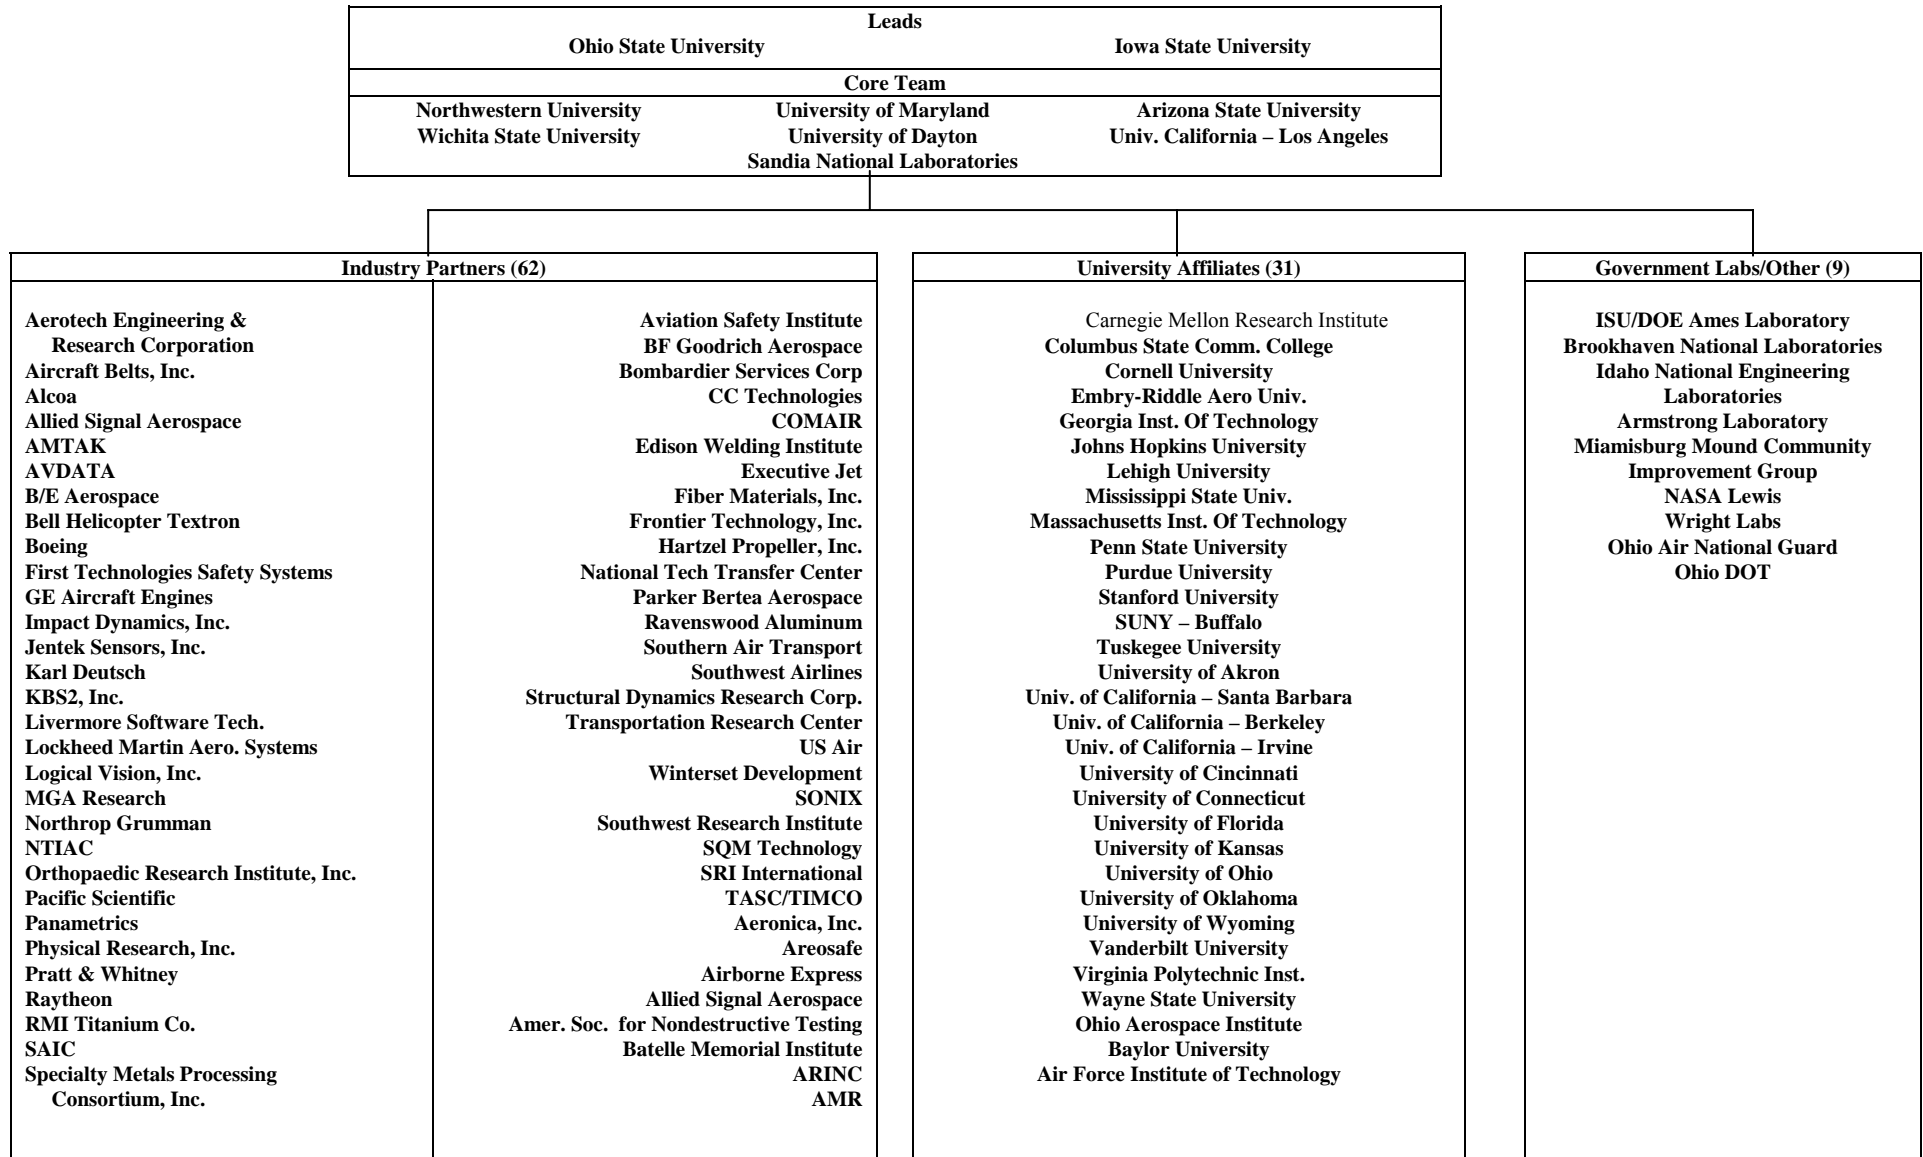 Leads
Ohio State University Iowa State University
Core Team
Northwestern University University of Maryland Arizona State University
Wichita State University University of Dayton Univ. California – Los Angeles
Sandia National Laboratories
Industry Partners (62)
Aerotech Engineering &
Research Corporation
Aircraft Belts, Inc.
Alcoa
Allied Signal Aerospace
AMTAK
AVDATA
B/E Aerospace
Bell Helicopter Textron
Boeing
First Technologies Safety Systems
GE Aircraft Engines
Impact Dynamics, Inc.
Jentek Sensors, Inc.
Karl Deutsch
KBS2, Inc.
Livermore Software Tech.
Lockheed Martin Aero. Systems
Logical Vision, Inc.
MGA Research
Northrop Grumman
NTIAC
Orthopaedic Research Institute, Inc.
Pacific Scientific
Panametrics
Physical Research, Inc.
Pratt & Whitney
Raytheon
RMI Titanium Co.
SAIC
Specialty Metals Processing
Consortium, Inc.
Aviation Safety Institute
BF Goodrich Aerospace
Bombardier Services Corp
CC Technologies
COMAIR
Edison Welding Institute
Executive Jet
Fiber Materials, Inc.
Frontier Technology, Inc.
Hartzel Propeller, Inc.
National Tech Transfer Center
Parker Bertea Aerospace
Ravenswood Aluminum
Southern Air Transport
Southwest Airlines
Structural Dynamics Research Corp.
Transportation Research Center
US Air
Winterset Development
SONIX
Southwest Research Institute
SQM Technology
SRI International
TASC/TIMCO
Aeronica, Inc.
Areosafe
Airborne Express
Allied Signal Aerospace
Amer. Soc. for Nondestructive Testing
Batelle Memorial Institute
ARINC
AMR
University Affiliates (31)
Carnegie Mellon Research Institute
Columbus State Comm. College
Cornell University
Embry-Riddle Aero Univ.
Georgia Inst. Of Technology
Johns Hopkins University
Lehigh University
Mississippi State Univ.
Massachusetts Inst. Of Technology
Penn State University
Purdue University
Stanford University
SUNY – Buffalo
Tuskegee University
University of Akron
Univ. of California – Santa Barbara
Univ. of California – Berkeley
Univ. of California – Irvine
University of Cincinnati
University of Connecticut
University of Florida
University of Kansas
University of Ohio
University of Oklahoma
University of Wyoming
Vanderbilt University
Virginia Polytechnic Inst.
Wayne State University
Ohio Aerospace Institute
Baylor University
Air Force Institute of Technology
Government Labs/Other (9)
ISU/DOE Ames Laboratory
Brookhaven National Laboratories
Idaho National Engineering
Laboratories
Armstrong Laboratory
Miamisburg Mound Community
Improvement Group
NASA Lewis
Wright Labs
Ohio Air National Guard
Ohio DOT